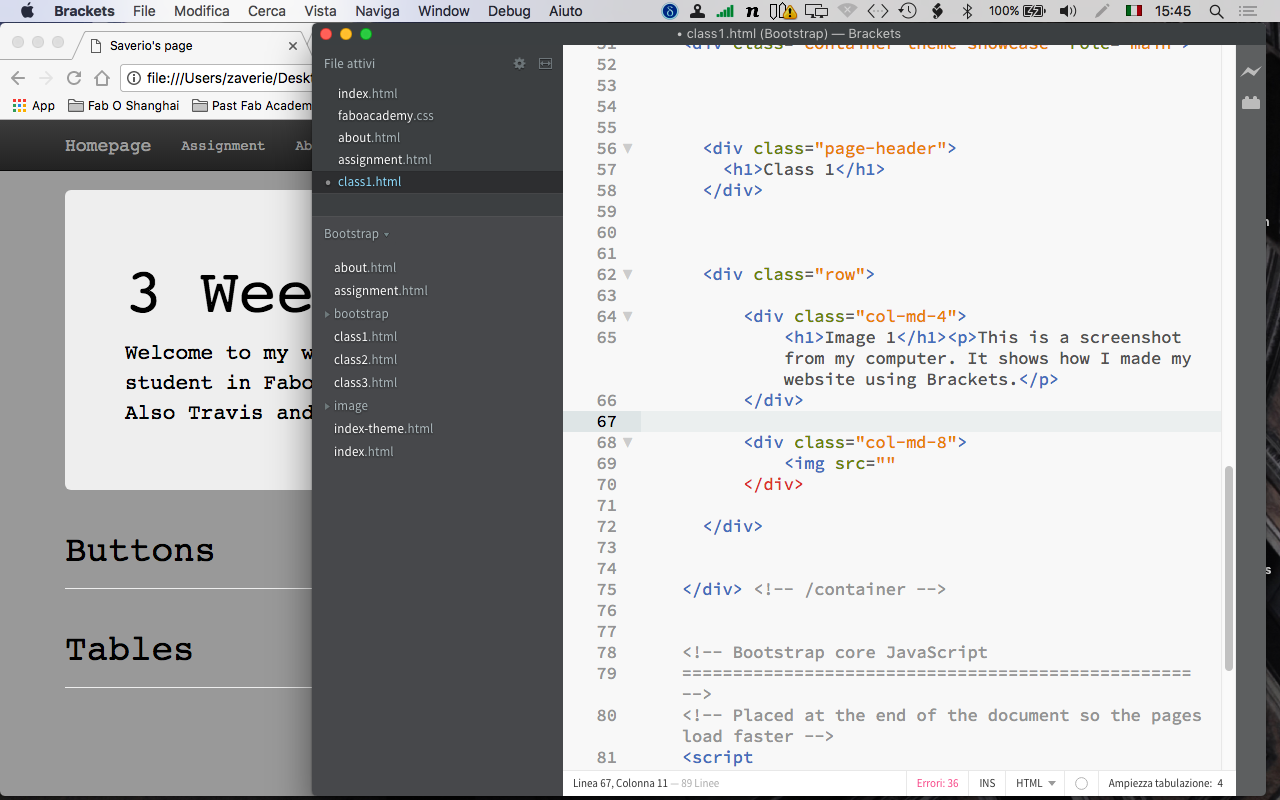 Brackets File Modifica Cerca Vista Naviga Window Debug Aiuto 100% 15:45
Saverio's page
file:///Users/zaverie/Desk
App Fab O Shanghai Past Fab Academ
Homepage Assignment Ab
3 Wee
Welcome to my w
student in Fabo
Also Travis and
Buttons
Tables
• class1.html (Bootstrap) — Brackets
File attivi
index.html
faboacademy.css
about.html
assignment.html
• class1.html
Bootstrap
about.html
assignment.html
bootstrap
class1.html
class2.html
class3.html
image
index-theme.html
index.html
51 <div class="container theme-showcase" role="main">
52
53
54
55
56 <div class="page-header">
57 <h1>Class 1</h1>
58 </div>
59
60
61
62 <div class="row">
63
64 <div class="col-md-4">
65 <h1>Image 1</h1><p>This is a screenshot
from my computer. It shows how I made my
website using Brackets.</p>
66 </div>
67
68 <div class="col-md-8">
69 <img src=""
70 </div>
71
72 </div>
73
74
75 </div> <!-- /container -->
76
77
78 <!-- Bootstrap core JavaScript
79 ==================================================
-->
80 <!-- Placed at the end of the document so the pages
load faster -->
81 <script
Linea 67, Colonna 11 — 89 Linee Errori: 36 INS HTML Ampiezza tabulazione: 4